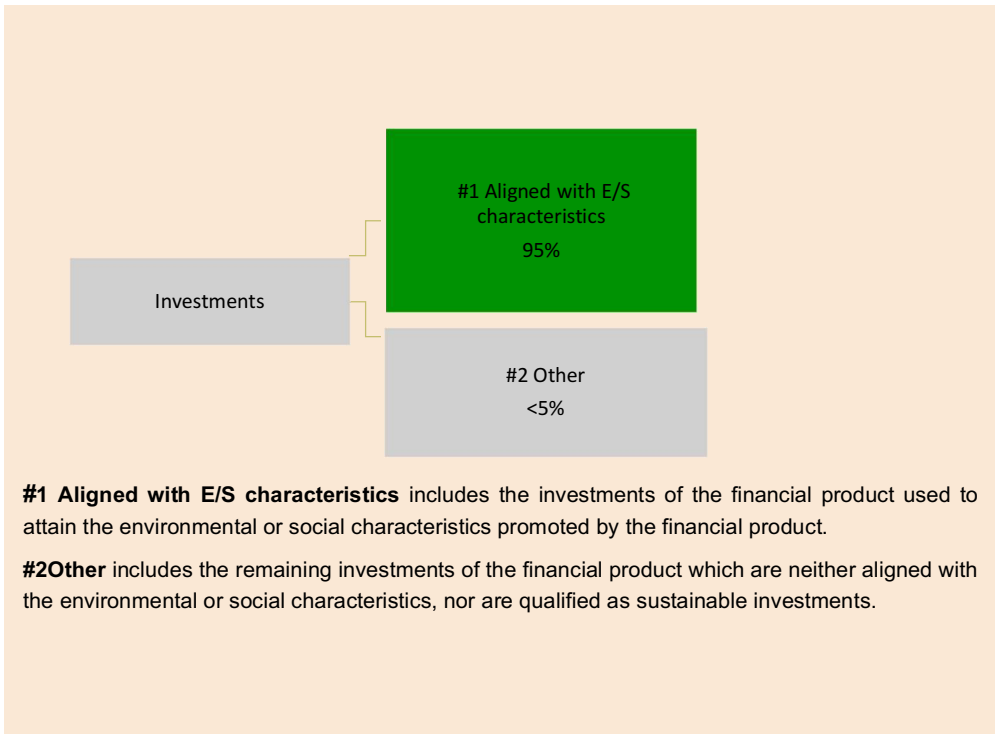 #1 Aligned with E/S
characteristics
95%
Investments
#2 Other
<5%
#1 Aligned with E/S characteristics includes the investments of the financial product used to
attain the environmental or social characteristics promoted by the financial product.
#2Other includes the remaining investments of the financial product which are neither aligned with
the environmental or social characteristics, nor are qualified as sustainable investments.